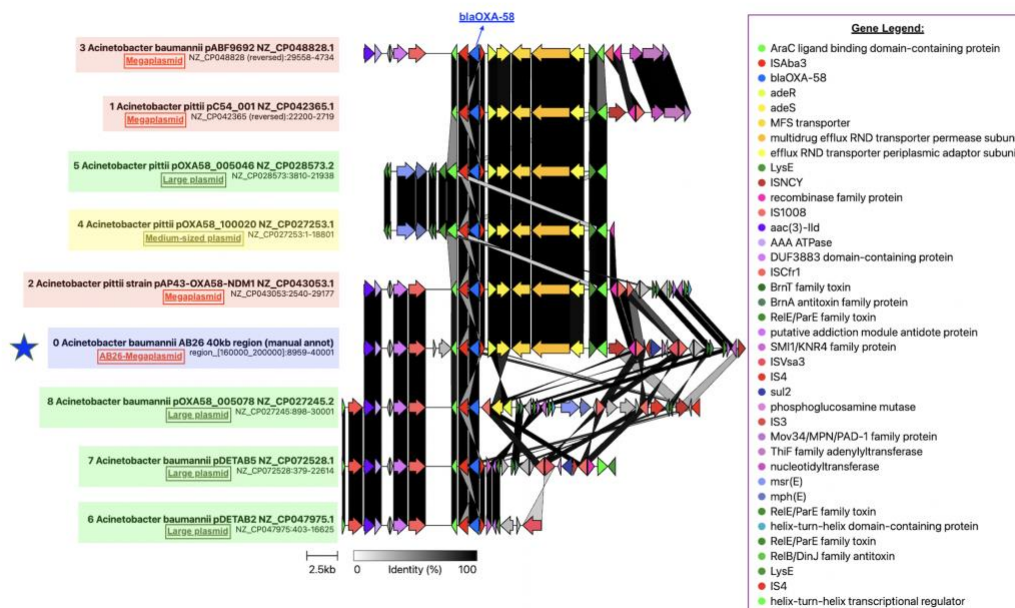 blaOXA-58
3 Acinetobacter baumannii pABF9692 NZ_CP048828.1
Megaplasmid NZ_CP048828 (reversed):29558-4734
1 Acinetobacter pittii pC54_001 NZ_CP042365.1
Megaplasmid NZ_CP042365 (reversed):22200-2719
5 Acinetobacter pittii pOXA58_005046 NZ_CP028573.2
Large plasmid NZ_CP028573:3810-21938
4 Acinetobacter pittii pOXA58_100020 NZ_CP027253.1
Medium-sized plasmid NZ_CP027253:1-18801
2 Acinetobacter pittii strain pAP43-OXA58-NDM1 NZ_CP043053.1
Megaplasmid NZ_CP043053:2540-29177
0 Acinetobacter baumannii AB26 40kb region (manual annot)
AB26-Megaplasmid region_[160000_200000]:8959-40001
8 Acinetobacter baumannii pOXA58_005078 NZ_CP027245.2
Large plasmid NZ_CP027245:898-30001
7 Acinetobacter baumannii pDETAB5 NZ_CP072528.1
Large plasmid NZ_CP072528:379-22614
6 Acinetobacter baumannii pDETAB2 NZ_CP047975.1
Large plasmid NZ_CP047975:403-16625
2.5kb
0 Identity (%) 100
Gene Legend:
AraC ligand binding domain-containing protein
ISAba3
blaOXA-58
adeR
adeS
MFS transporter
multidrug efflux RND transporter permease subuni
efflux RND transporter periplasmic adaptor subuni
LysE
ISNCY
recombinase family protein
IS1008
aac(3)-IId
AAA ATPase
DUF3883 domain-containing protein
ISCfr1
BrnT family toxin
BrnA antitoxin family protein
RelE/ParE family toxin
putative addiction module antidote protein
SMI1/KNR4 family protein
ISVsa3
IS4
sul2
phosphoglucosamine mutase
IS3
Mov34/MPN/PAD-1 family protein
ThiF family adenylyltransferase
nucleotidyltransferase
msr(E)
mph(E)
RelE/ParE family toxin
helix-turn-helix domain-containing protein
RelE/ParE family toxin
RelB/DinJ family antitoxin
LysE
IS4
helix-turn-helix transcriptional regulator